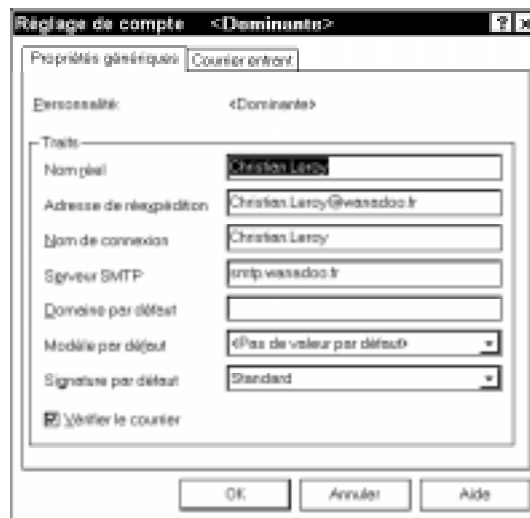 Réglage de compte <Dominante>
Propriétés génériques Courrier entrant
Personnalité: <Dominante>
Traits
Nom réel Christian Leroy
Adresse de réexpédition Christian.Leroy@wanadoo.fr
Nom de connexion Christian.Leroy
Serveur SMTP smtp.wanadoo.fr
Domaine par défaut
Modèle par défaut <Pas de valeur par défaut>
Signature par défaut Standard
Vérifier le courrier
OK Annuler Aide